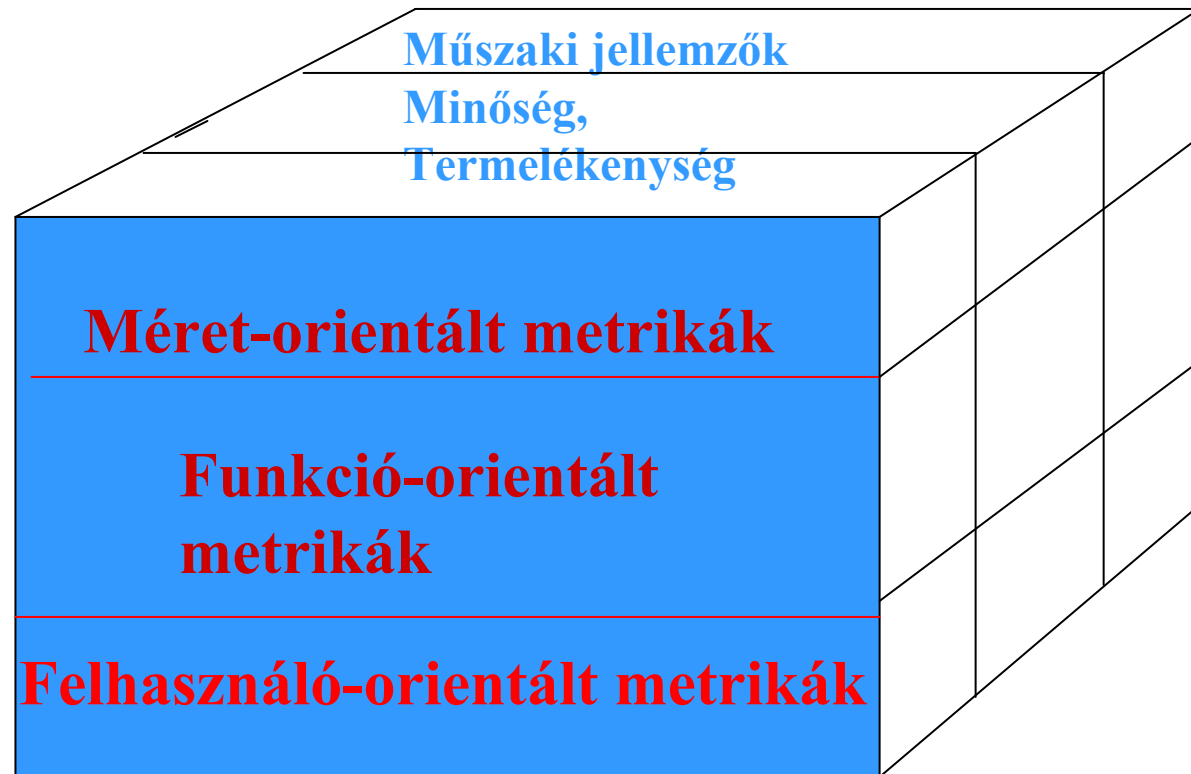 Műszaki jellemzők
Minőség,
Termelékenység
Méret-orientált metrikák
Funkció-orientált
metrikák
Felhasználó-orientált metrikák